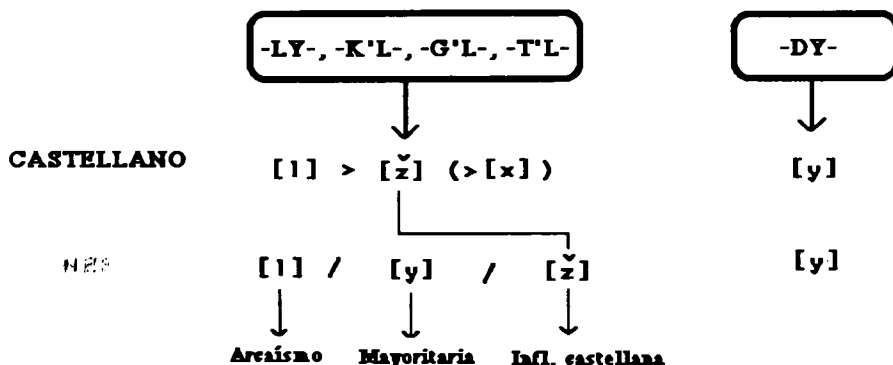 -LY-, -K'L-, -G'L-, -T'L- -DY-
CASTELLANO [l] > [ž] (>[x]) [y]
[l] / [y] / [ž] [y]
Arcaísmo Mayoritaria Infl. castellana